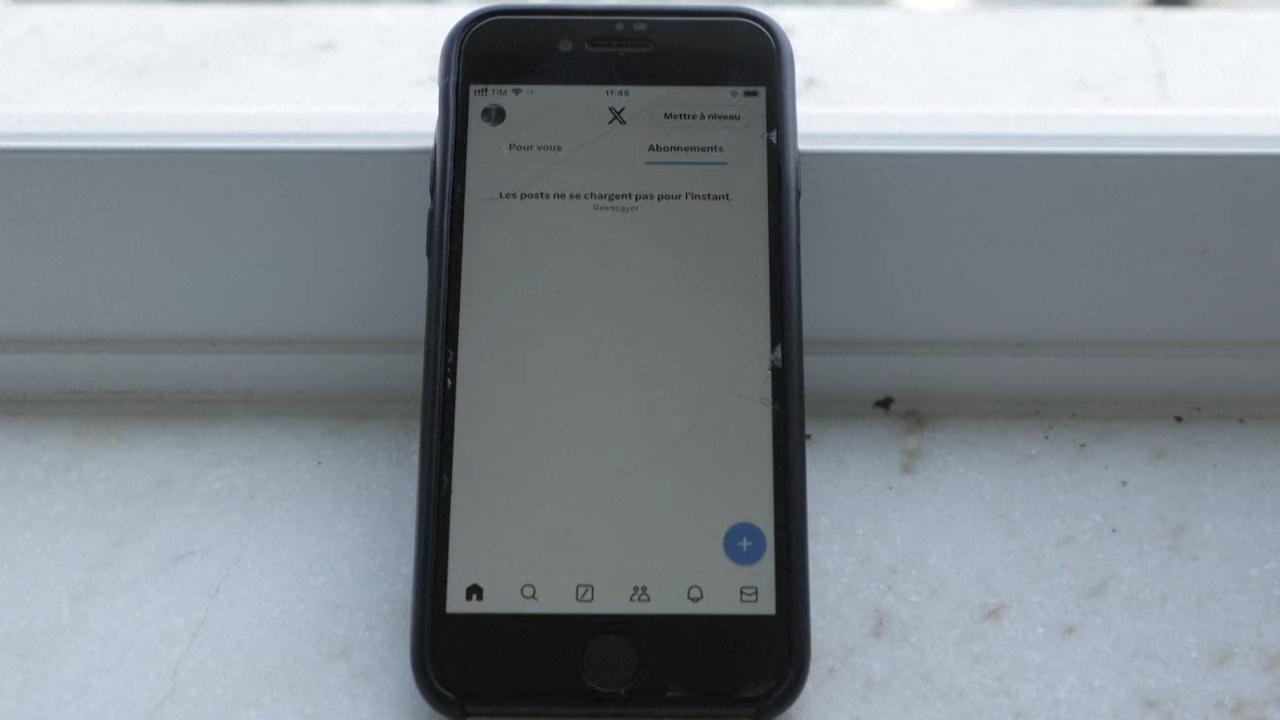 TIM
11:45
Mettre à niveau
Pour vous
Abonnements
Les posts ne se chargent pas pour l'instant.
Réessayer